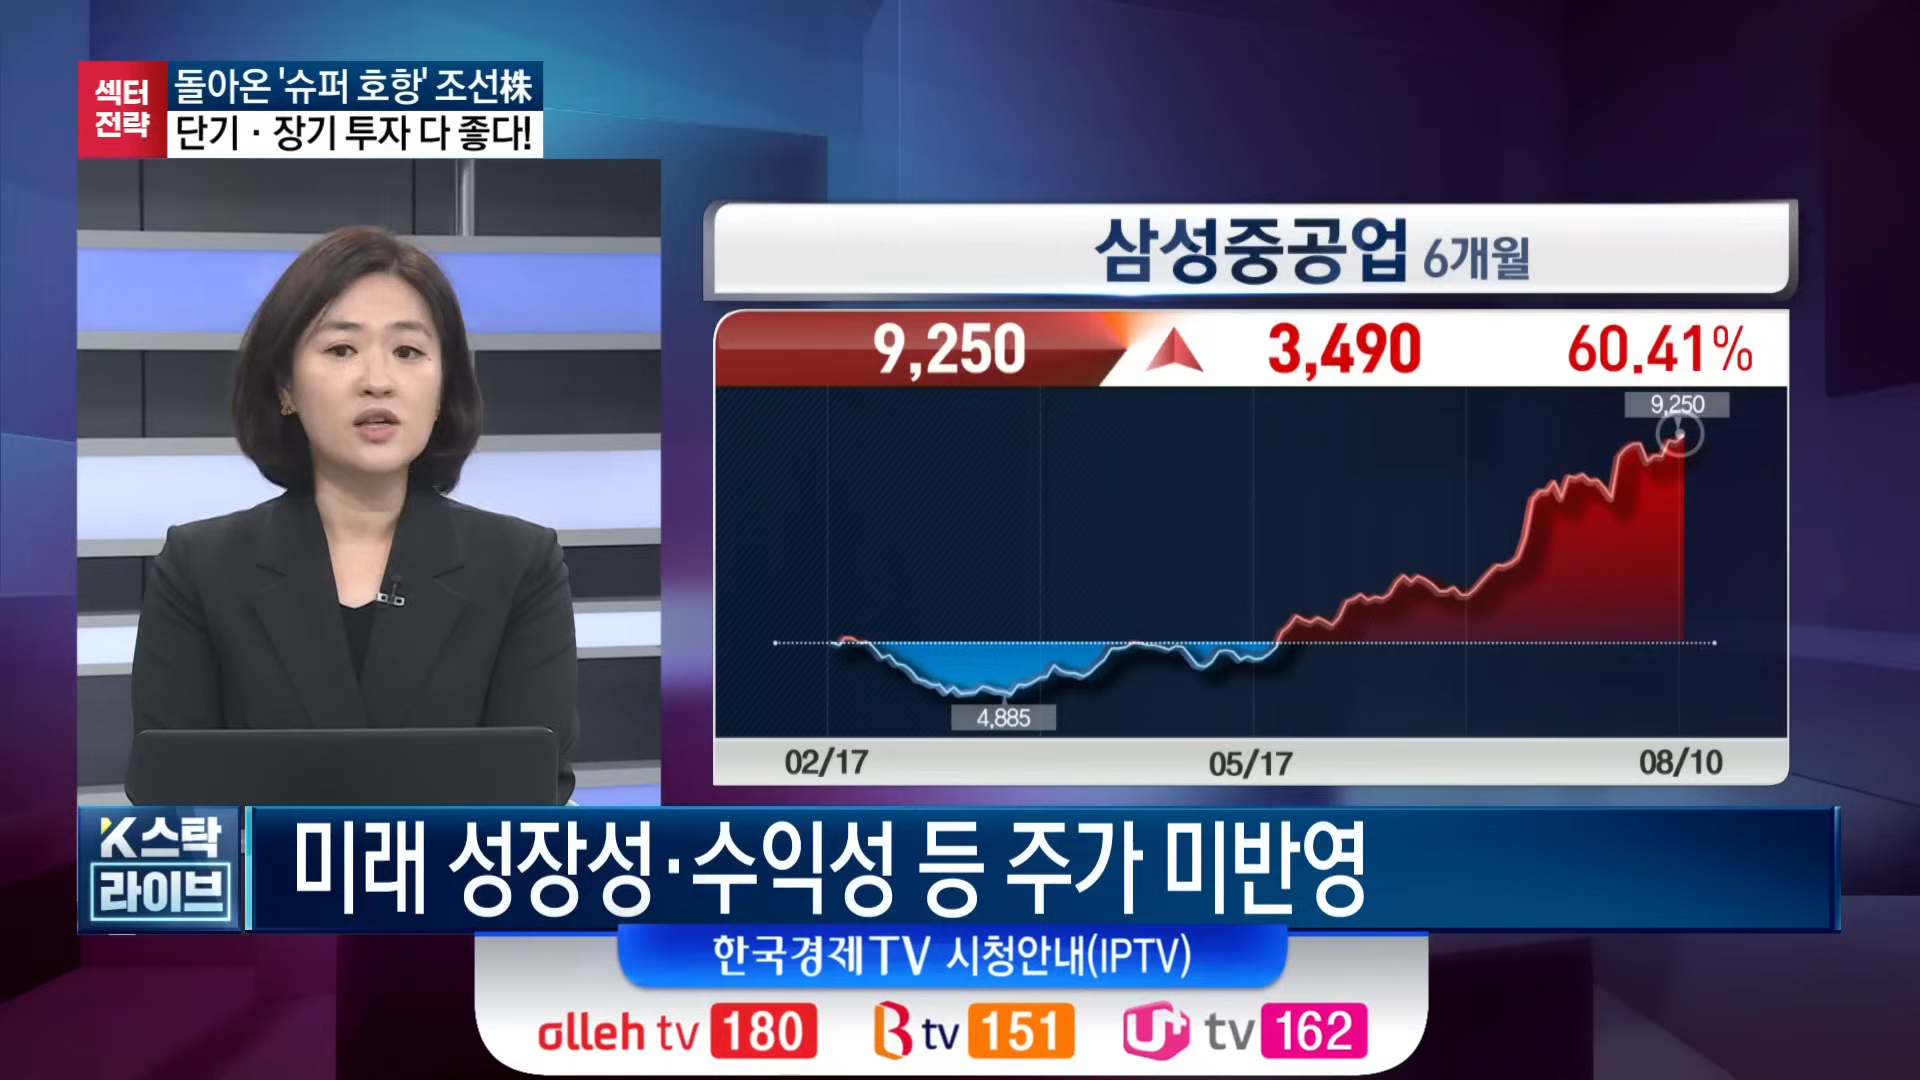 섹터
전략
돌아온 '슈퍼 호항' 조선株
단기·장기 투자 다 좋다!
삼성중공업 6개월
9,250 3,490 60.41%
9,250
4,885
02/17 05/17 08/10
K스탁
라이브
미래 성장성·수익성 등 주가 미반영
한국경제TV 시청안내(IPTV)
olleh tv 180 B tv 151 U+ tv 162